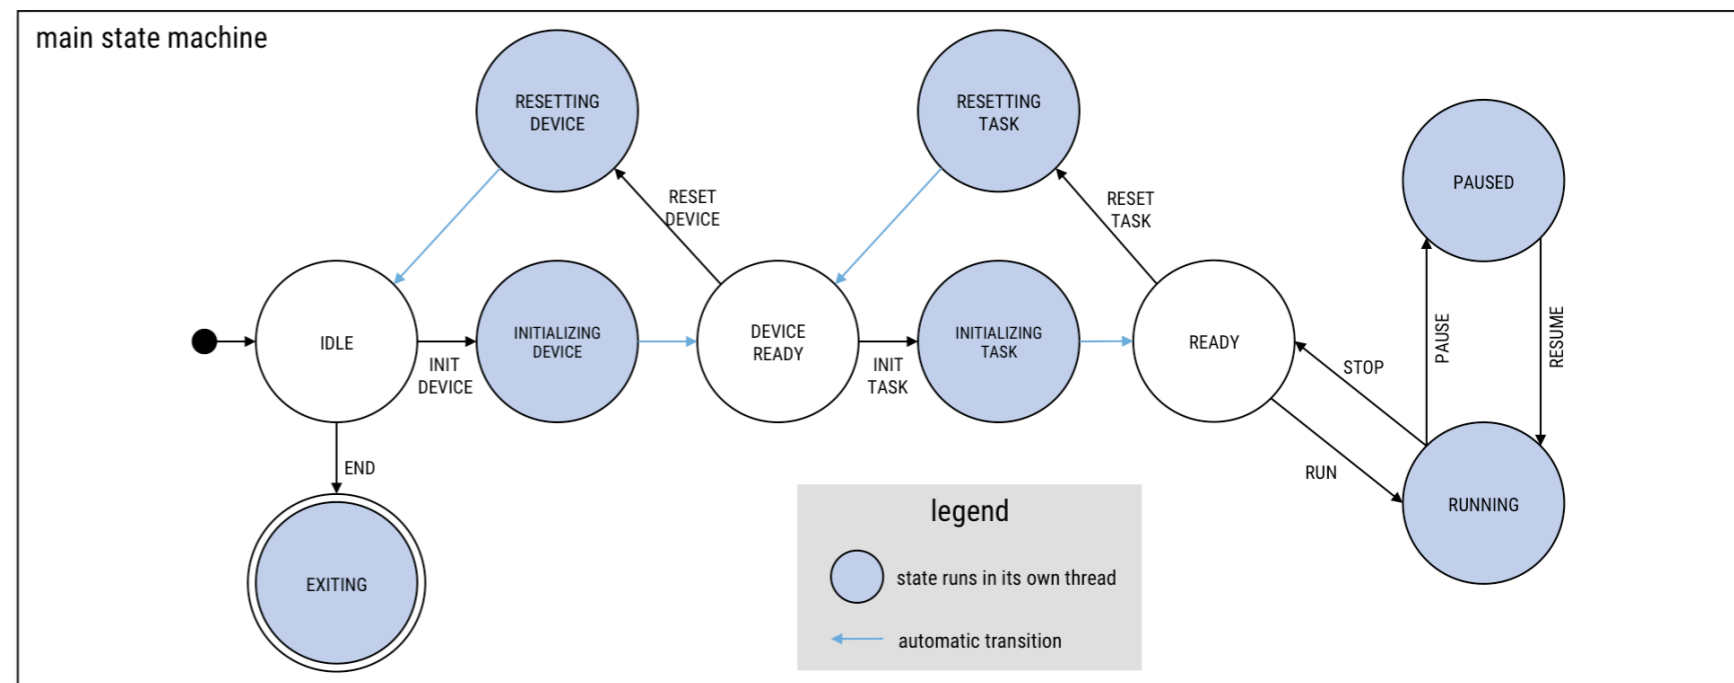 main state machine
RESETTING
DEVICE
RESETTING
TASK
PAUSED
RESET
DEVICE
RESET
TASK
IDLE
INIT
DEVICE
INITIALIZING
DEVICE
DEVICE
READY
INIT
TASK
INITIALIZING
TASK
READY
STOP
PAUSE
RESUME
RUN
RUNNING
END
EXITING
legend
state runs in its own thread
automatic transition